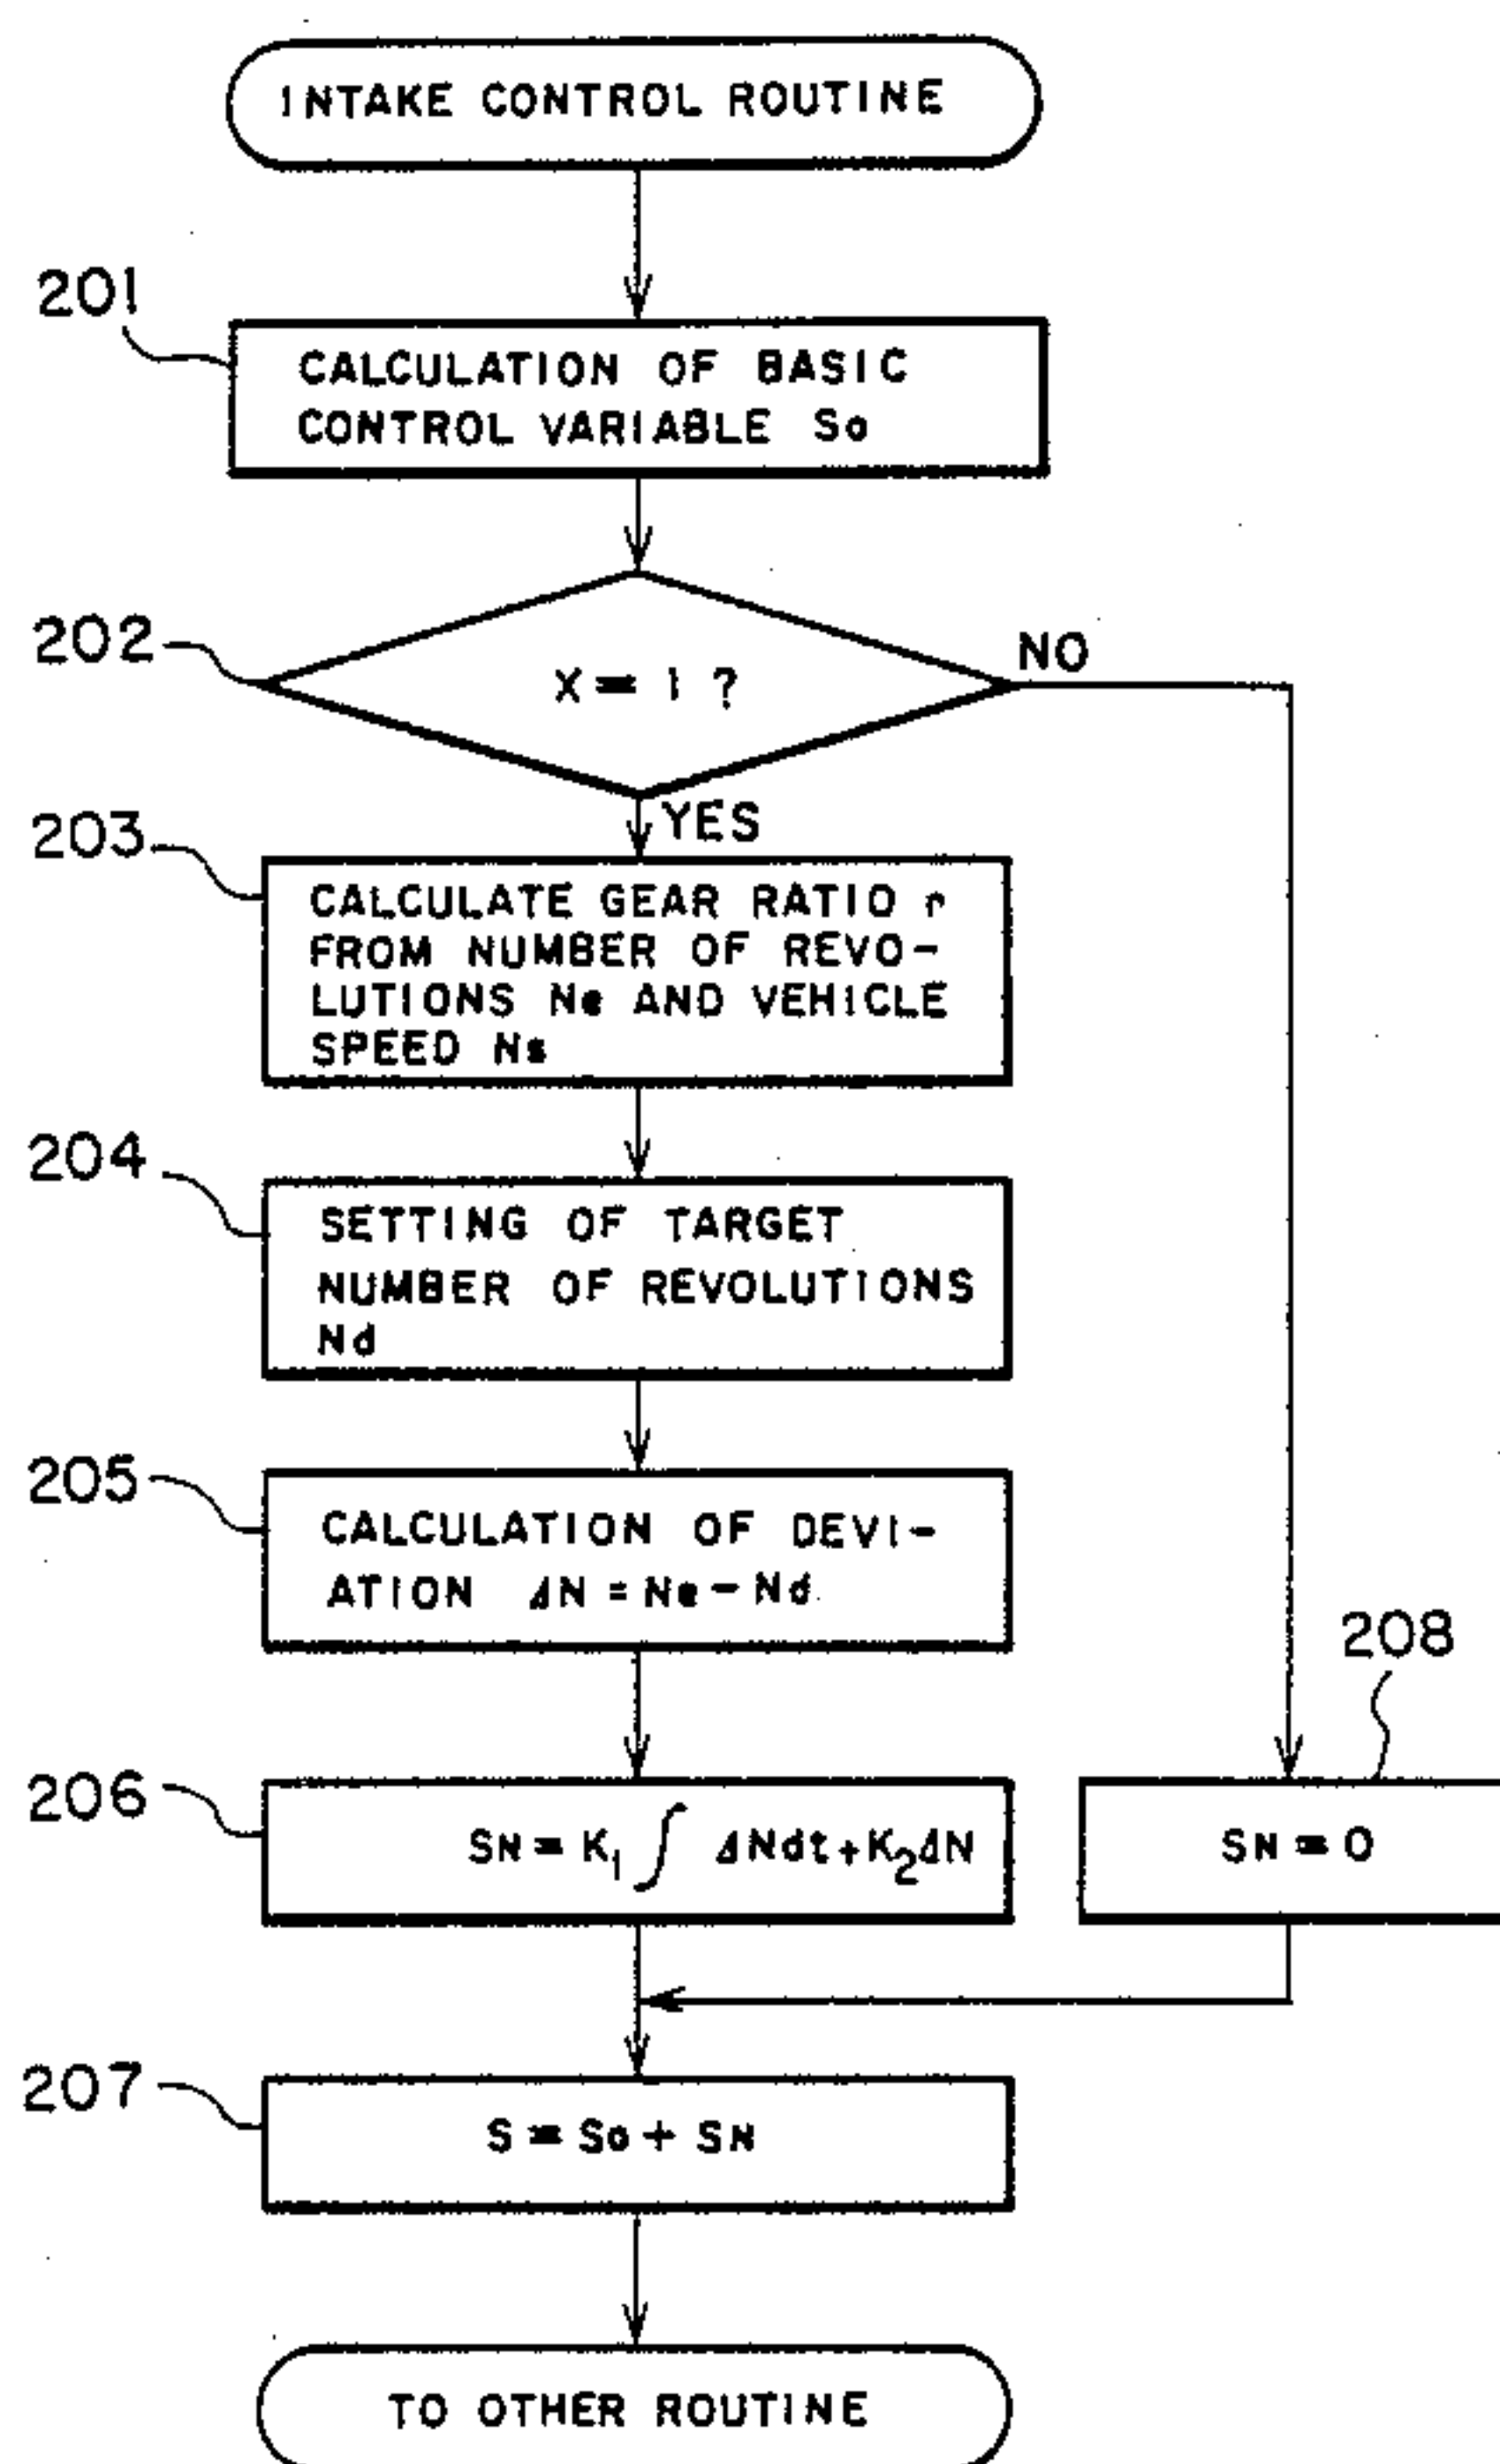 INTAKE CONTROL ROUTINE
201
CALCULATION OF BASIC
CONTROL VARIABLE So
202
X = 1 ?
NO
YES
203
CALCULATE GEAR RATIO r
FROM NUMBER OF REVO-
LUTIONS Ne AND VEHICLE
SPEED Ns
204
SETTING OF TARGET
NUMBER OF REVOLUTIONS
Nd
205
CALCULATION OF DEVI-
ATION ΔN = Ne - Nd
206
SN = K₁∫ ΔNdt + K₂ΔN
208
SN = 0
207
S = So + SN
TO OTHER ROUTINE